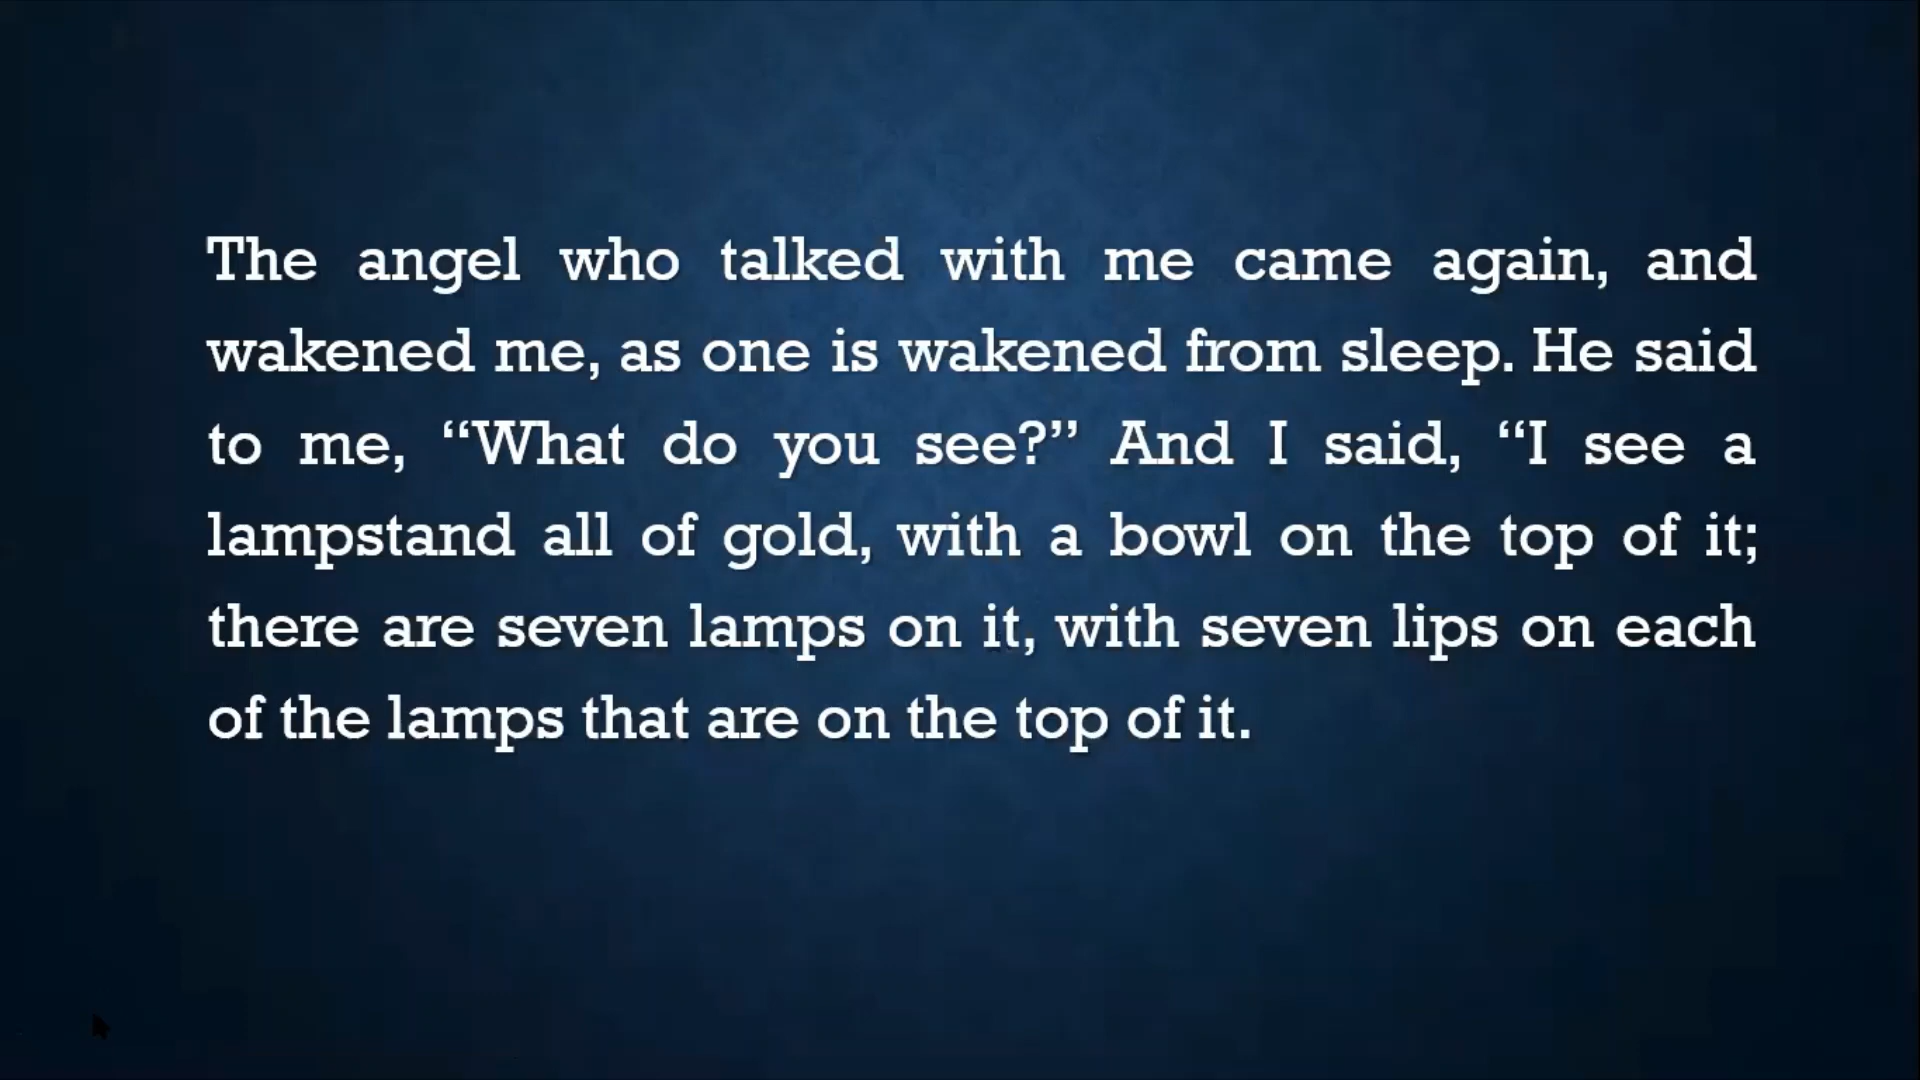 The angel who talked with me came again, and
wakened me, as one is wakened from sleep. He said
to me, “What do you see?” And I said, “I see a
lampstand all of gold, with a bowl on the top of it;
there are seven lamps on it, with seven lips on each
of the lamps that are on the top of it.